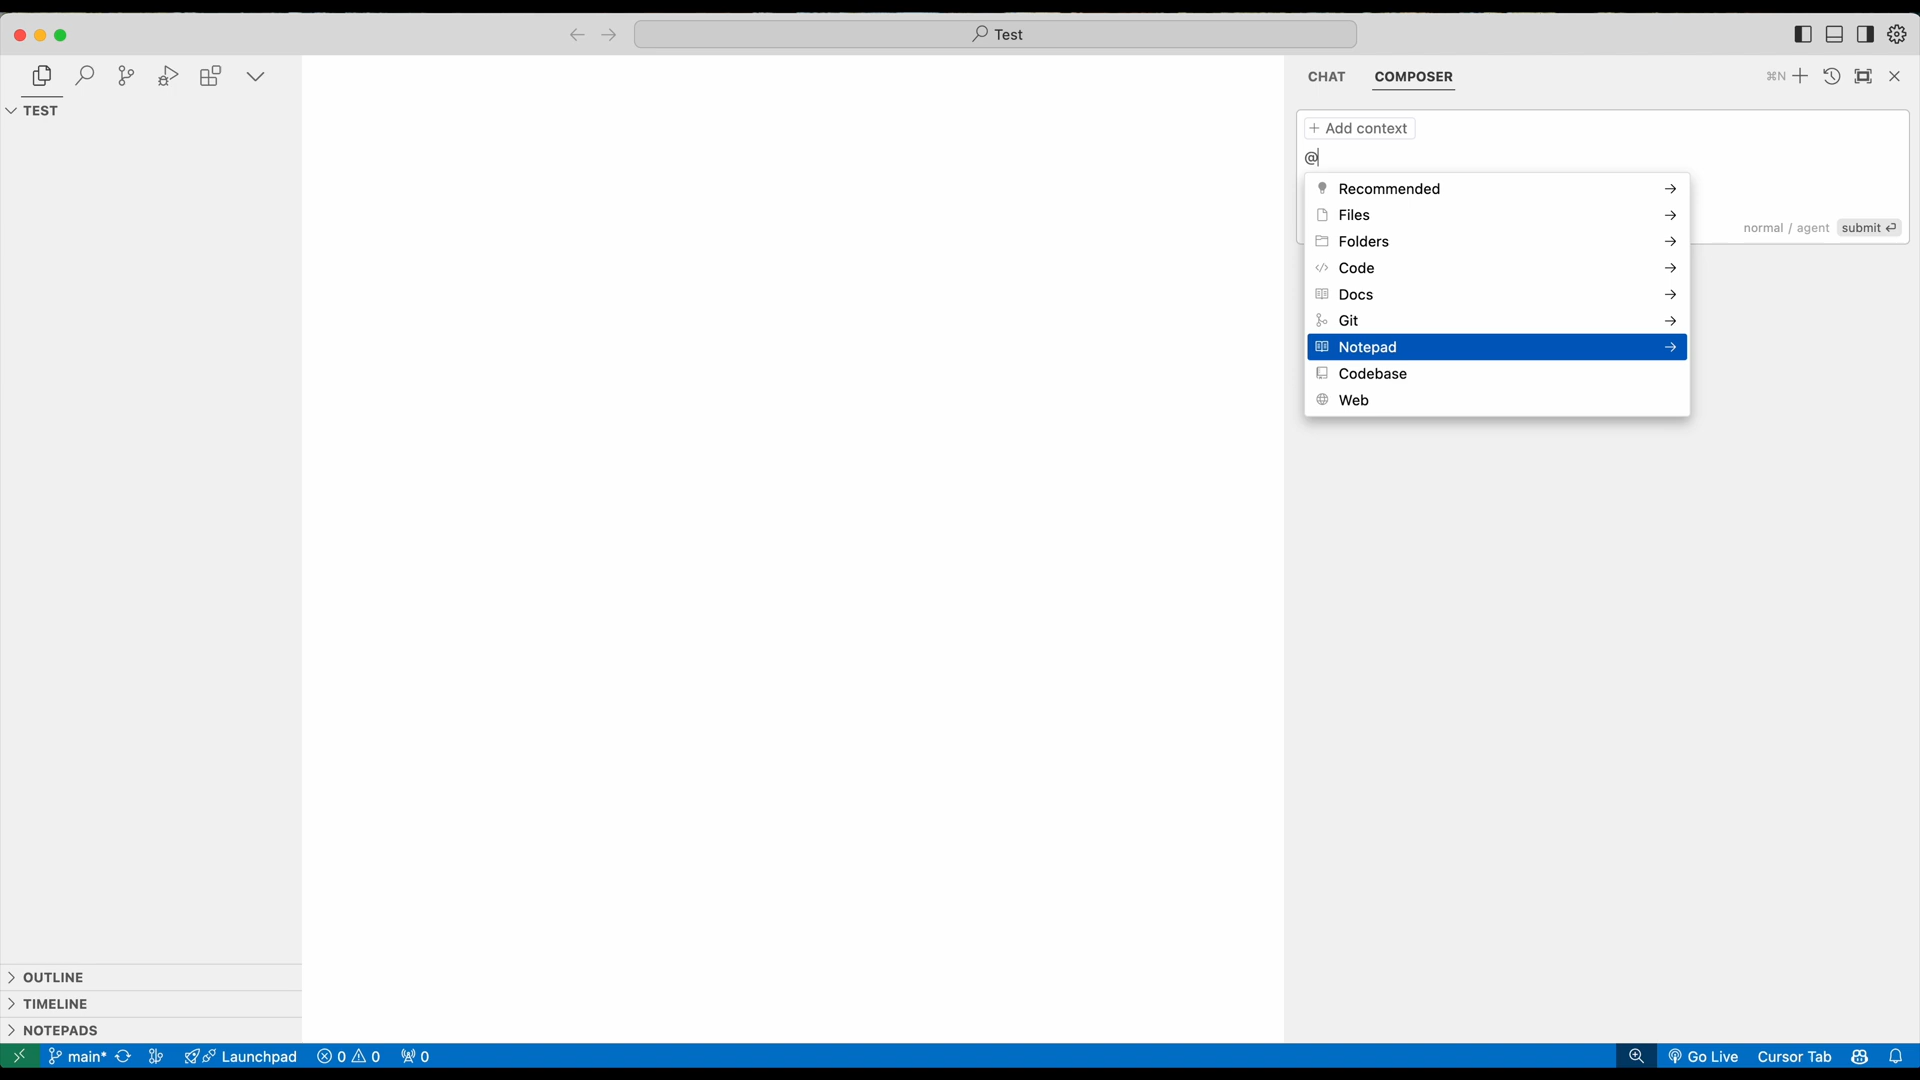 Test
CHAT COMPOSER ⌘N
TEST
+ Add context
@
Recommended
Files
Folders
Code
Docs
Git
Notepad
Codebase
Web
normal / agent submit ⏎
OUTLINE
TIMELINE
NOTEPADS
main* Launchpad 0 0 0 Go Live Cursor Tab